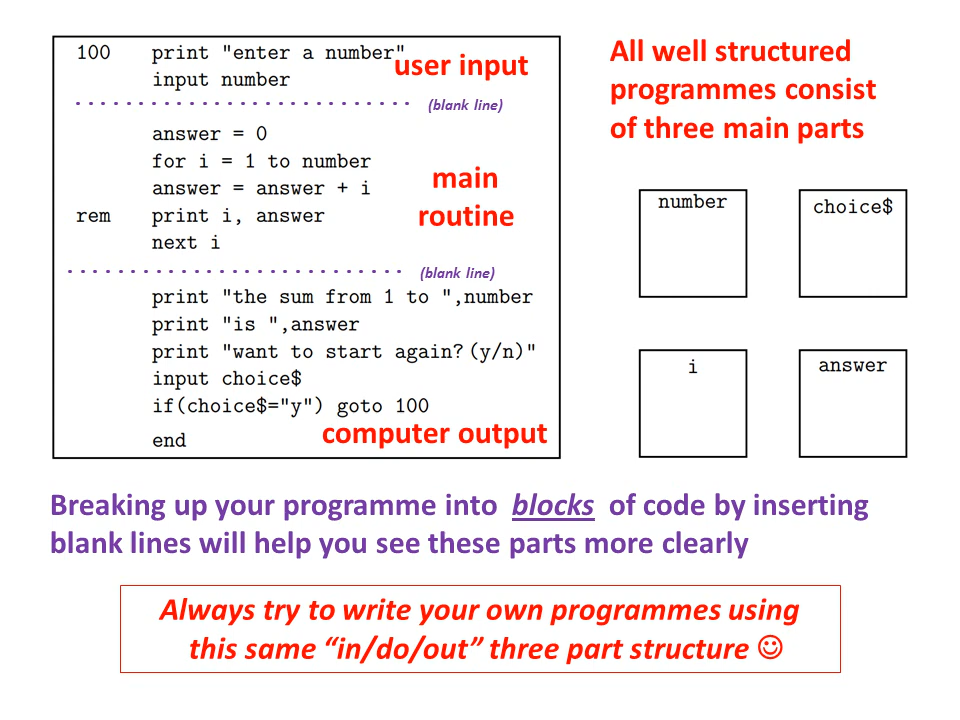 100 print "enter a number"
input number
user input
(blank line)
answer = 0
for i = 1 to number
answer = answer + i
rem print i, answer
next i
main
routine
(blank line)
print "the sum from 1 to ",number
print "is ",answer
print "want to start again? (y/n)"
input choice$
if(choice$="y") goto 100
end
computer output
All well structured
programmes consist
of three main parts
number
choice$
i
answer
Breaking up your programme into blocks of code by inserting
blank lines will help you see these parts more clearly
Always try to write your own programmes using
this same “in/do/out” three part structure ☺